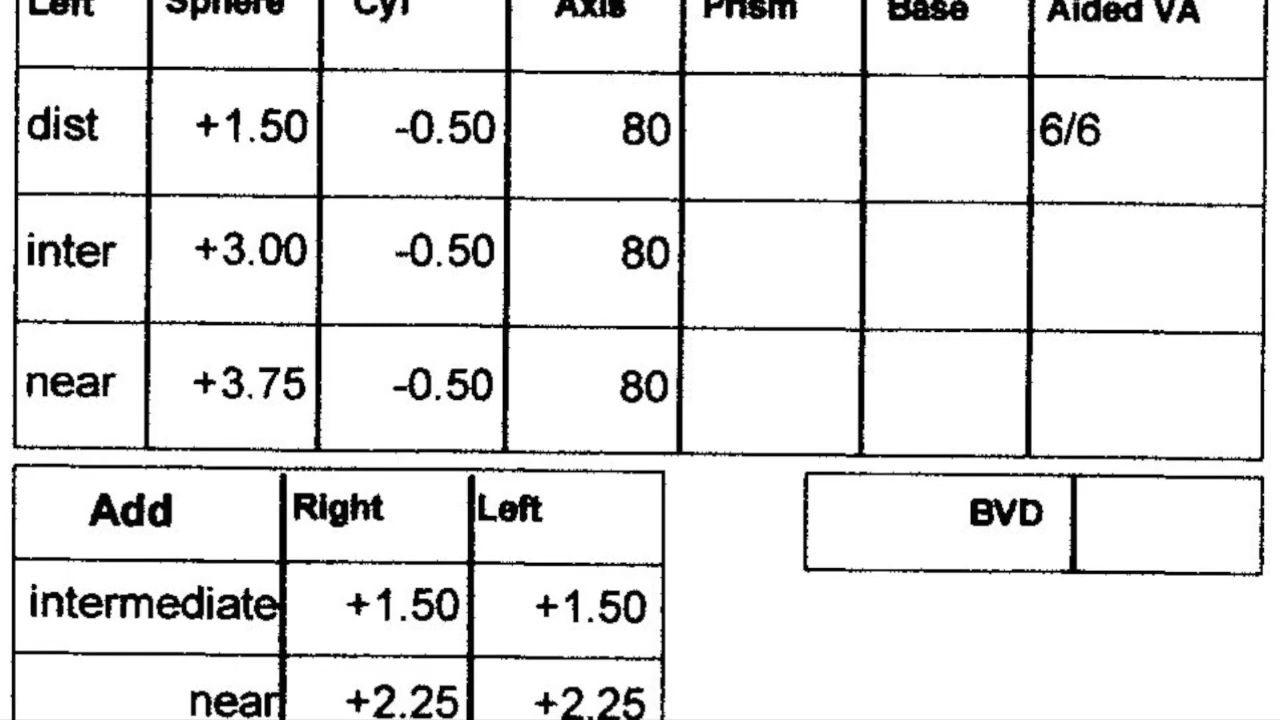 Left Sphere Cyl Axis Prism Base Aided VA
dist +1.50 -0.50 80 6/6
inter +3.00 -0.50 80
near +3.75 -0.50 80
Add Right Left BVD
intermediate +1.50 +1.50
near +2.25 +2.25